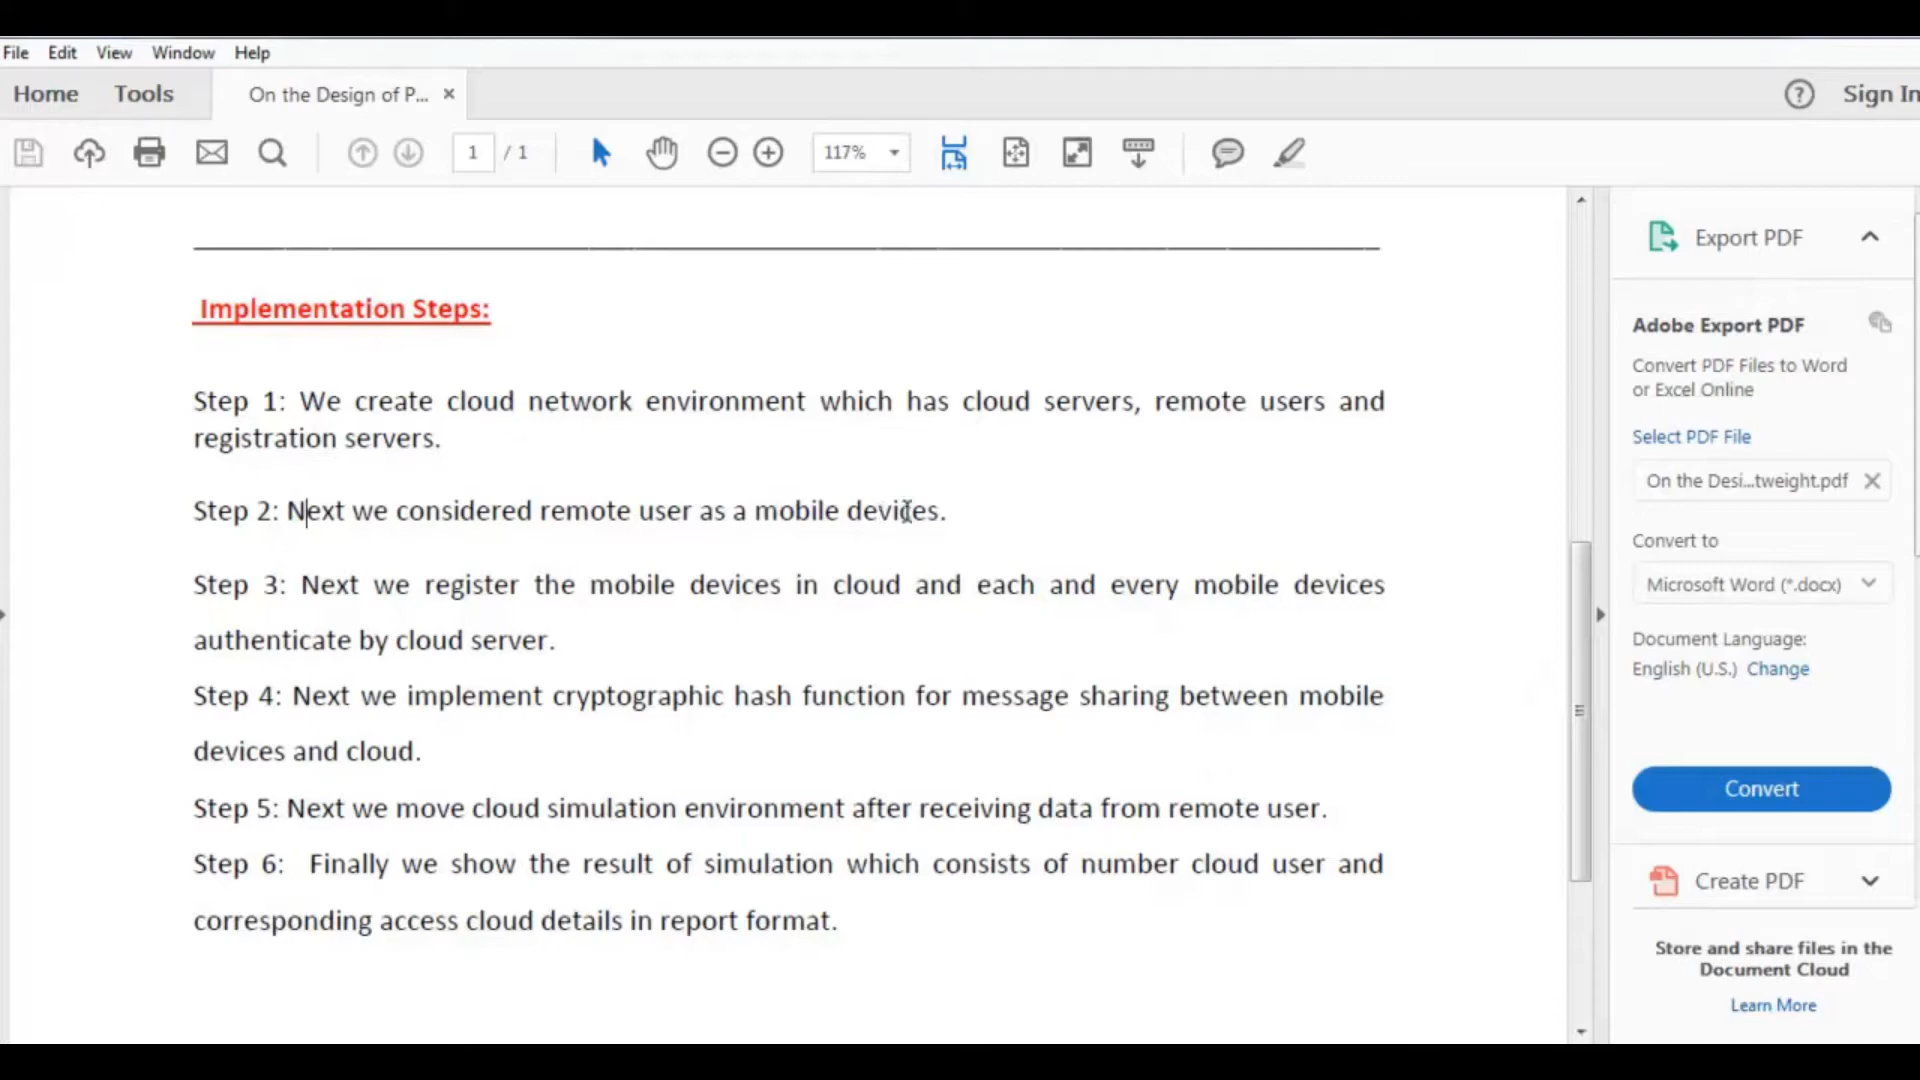 File Edit View Window Help
Home Tools On the Design of P... × ? Sign In
1 / 1 117%
Implementation Steps:
Step 1: We create cloud network environment which has cloud servers, remote users and
registration servers.
Step 2: Next we considered remote user as a mobile devices.
Step 3: Next we register the mobile devices in cloud and each and every mobile devices
authenticate by cloud server.
Step 4: Next we implement cryptographic hash function for message sharing between mobile
devices and cloud.
Step 5: Next we move cloud simulation environment after receiving data from remote user.
Step 6: Finally we show the result of simulation which consists of number cloud user and
corresponding access cloud details in report format.
Export PDF
Adobe Export PDF
Convert PDF Files to Word
or Excel Online
Select PDF File
On the Desi...tweight.pdf
Convert to
Microsoft Word (*.docx)
Document Language:
English (U.S.) Change
Convert
Create PDF
Store and share files in the
Document Cloud
Learn More